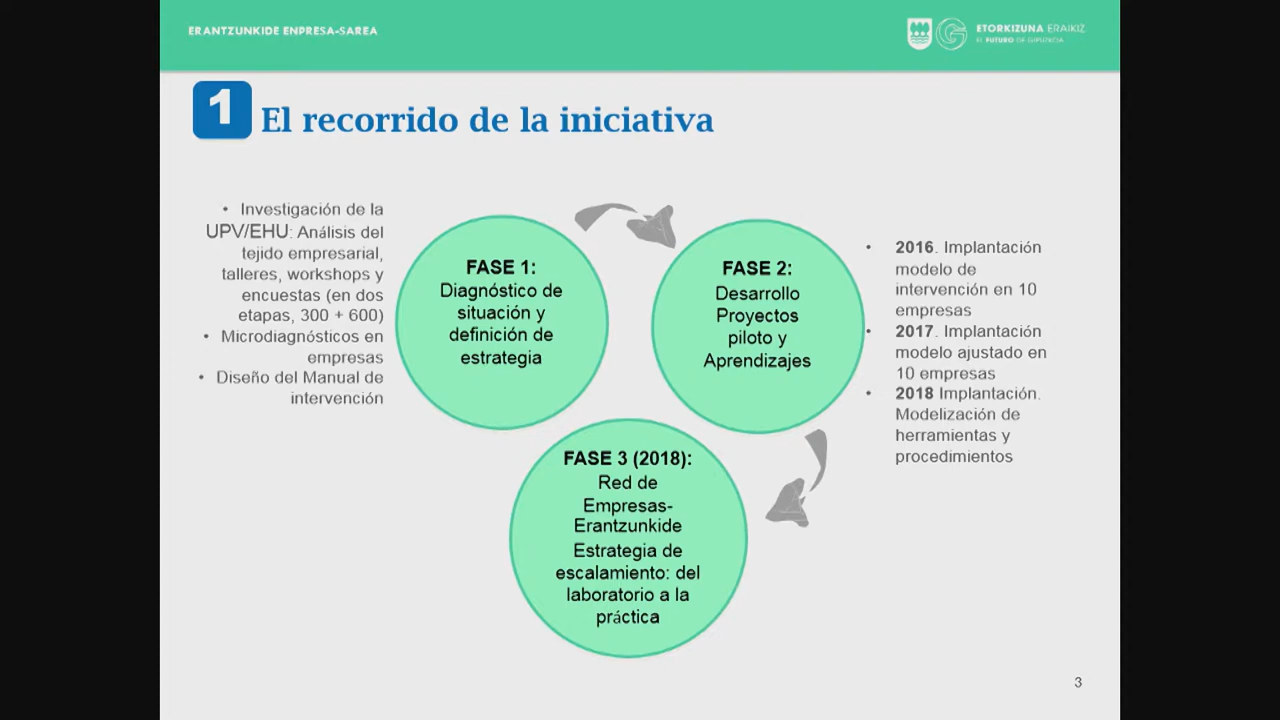 ERANTZUNKIDE ENPRESA-SAREA
ETORKIZUNA ERAIKIZ
EL FUTURO DE GIPUZKOA
1
El recorrido de la iniciativa
• Investigación de la
UPV/EHU: Análisis del
tejido empresarial,
talleres, workshops y
encuestas (en dos
etapas, 300 + 600)
• Microdiagnósticos en
empresas
• Diseño del Manual de
intervención
FASE 1:
Diagnóstico de
situación y
definición de
estrategia
FASE 2:
Desarrollo
Proyectos
piloto y
Aprendizajes
• 2016. Implantación
modelo de
intervención en 10
empresas
• 2017. Implantación
modelo ajustado en
10 empresas
• 2018 Implantación.
Modelización de
herramientas y
procedimientos
FASE 3 (2018):
Red de
Empresas-
Erantzunkide
Estrategia de
escalamiento: del
laboratorio a la
práctica
3